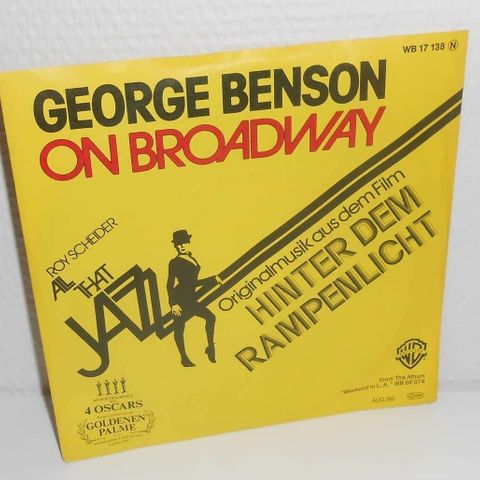 WB 17 138 N
GEORGE BENSON
ON BROADWAY
ROY SCHEIDER
ALL THAT
JAZZ
Originalmusik aus dem Film
HINTER DEM
RAMPENLICHT
4 OSCARS
GOLDENEN
PALME
From The Album
"Weekend in L.A." WB 66 074
AUG '80